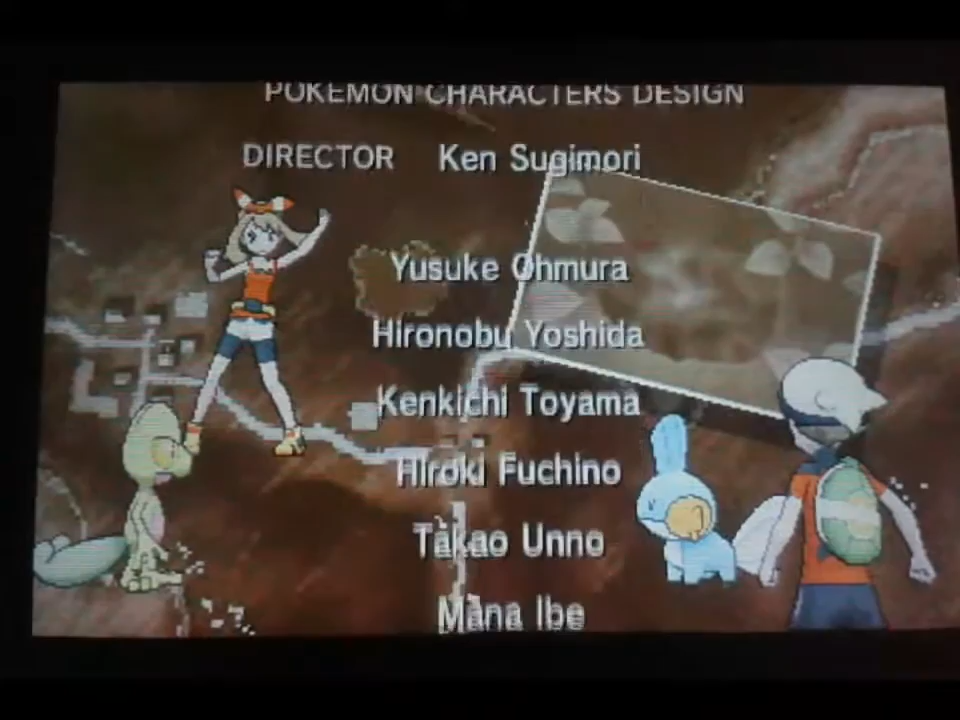 POKEMON CHARACTERS DESIGN
DIRECTOR Ken Sugimori
Yusuke Ohmura
Hironobu Yoshida
Kenkichi Toyama
Hiroki Fuchino
Takao Unno
Mana Ibe